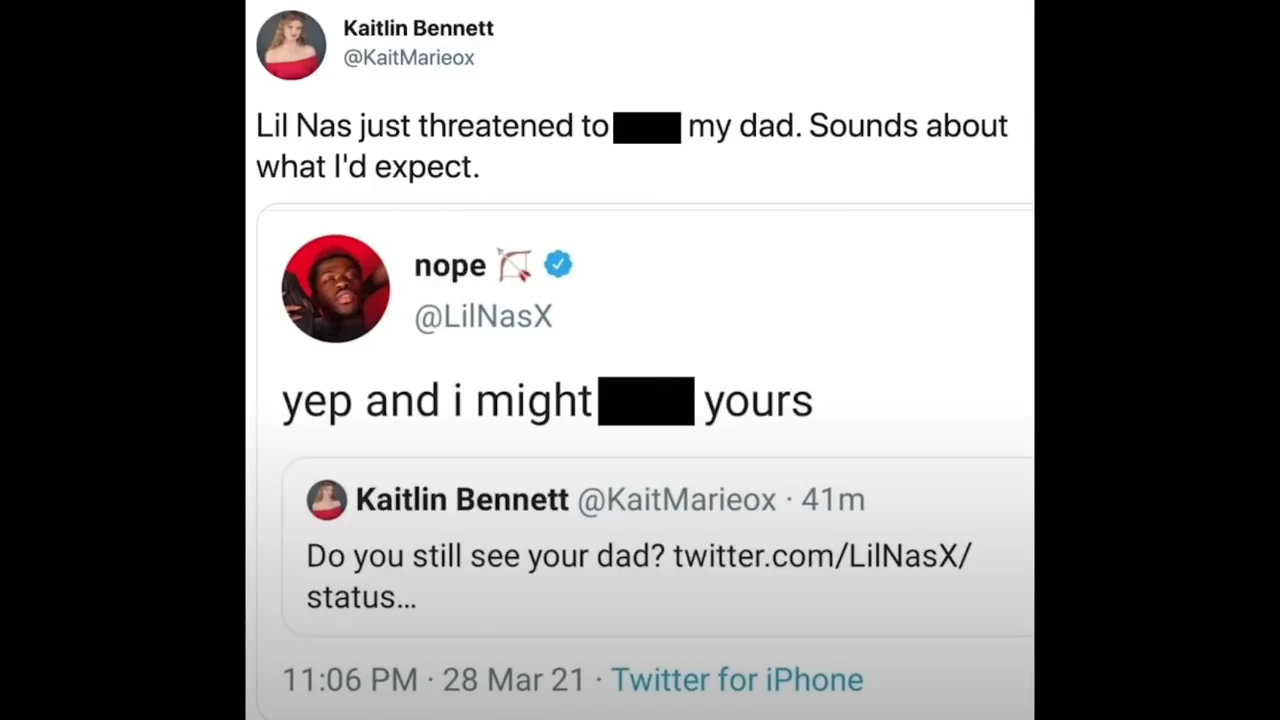 Kaitlin Bennett
@KaitMarieox
Lil Nas just threatened to my dad. Sounds about
what I'd expect.
nope
@LilNasX
yep and i might yours
Kaitlin Bennett @KaitMarieox · 41m
Do you still see your dad? twitter.com/LilNasX/
status...
11:06 PM · 28 Mar 21 · Twitter for iPhone